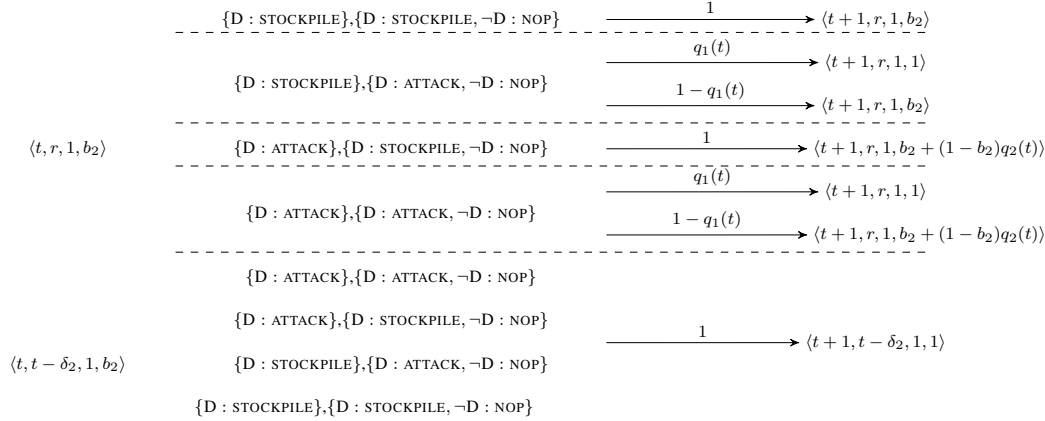 {D : STOCKPILE},{D : STOCKPILE, ¬D : NOP} 1 ⟨t + 1, r, 1, b₂⟩
q₁(t) ⟨t + 1, r, 1, 1⟩
{D : STOCKPILE},{D : ATTACK, ¬D : NOP}
1 − q₁(t) ⟨t + 1, r, 1, b₂⟩
⟨t, r, 1, b₂⟩ {D : ATTACK},{D : STOCKPILE, ¬D : NOP} 1 ⟨t + 1, r, 1, b₂ + (1 − b₂)q₂(t)⟩
q₁(t) ⟨t + 1, r, 1, 1⟩
{D : ATTACK},{D : ATTACK, ¬D : NOP}
1 − q₁(t) ⟨t + 1, r, 1, b₂ + (1 − b₂)q₂(t)⟩
{D : ATTACK},{D : ATTACK, ¬D : NOP}
{D : ATTACK},{D : STOCKPILE, ¬D : NOP}
1 ⟨t + 1, t − δ₂, 1, 1⟩
⟨t, t − δ₂, 1, b₂⟩ {D : STOCKPILE},{D : ATTACK, ¬D : NOP}
{D : STOCKPILE},{D : STOCKPILE, ¬D : NOP}